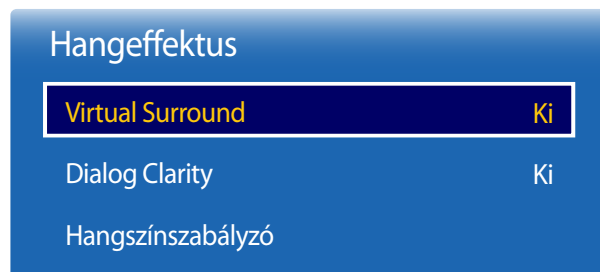 Hangeffektus
Virtual Surround Ki
Dialog Clarity Ki
Hangszínszabályzó